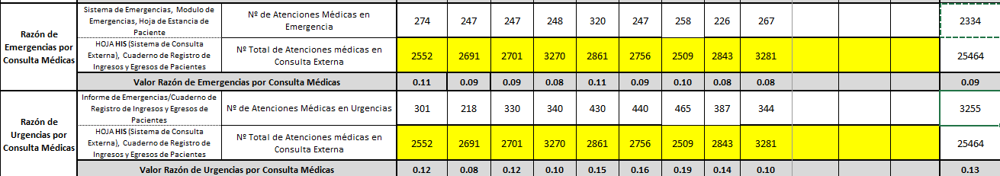 Razón de
Emergencias por
Consulta Médicas
Sistema de Emergencias, Modulo de
Emergencias, Hoja de Estancia de
Paciente
Nº de Atenciones Médicas en
Emergencia
274 247 247 248 320 247 258 226 267 2334
HOJA HIS (Sistema de Consulta
Externa), Cuaderno de Registro de
Ingresos y Egresos de Pacientes
Nº Total de Atenciones médicas en
Consulta Externa
2552 2691 2701 3270 2861 2756 2509 2843 3281 25464
Valor Razón de Emergencias por Consulta Médicas 0.11 0.09 0.09 0.08 0.11 0.09 0.10 0.08 0.08 0.09
Razón de
Urgencias por
Consulta Médicas
Informe de Emergencias/Cuaderno de
Registro de Ingresos y Egresos de
Pacientes
Nº de Atenciones Médicas en Urgencias 301 218 330 340 430 440 465 387 344 3255
HOJA HIS (Sistema de Consulta
Externa), Cuaderno de Registro de
Ingresos y Egresos de Pacientes
Nº Total de Atenciones médicas en
Consulta Externa
2552 2691 2701 3270 2861 2756 2509 2843 3281 25464
Valor Razón de Urgencias por Consulta Médicas 0.12 0.08 0.12 0.10 0.15 0.16 0.19 0.14 0.10 0.13